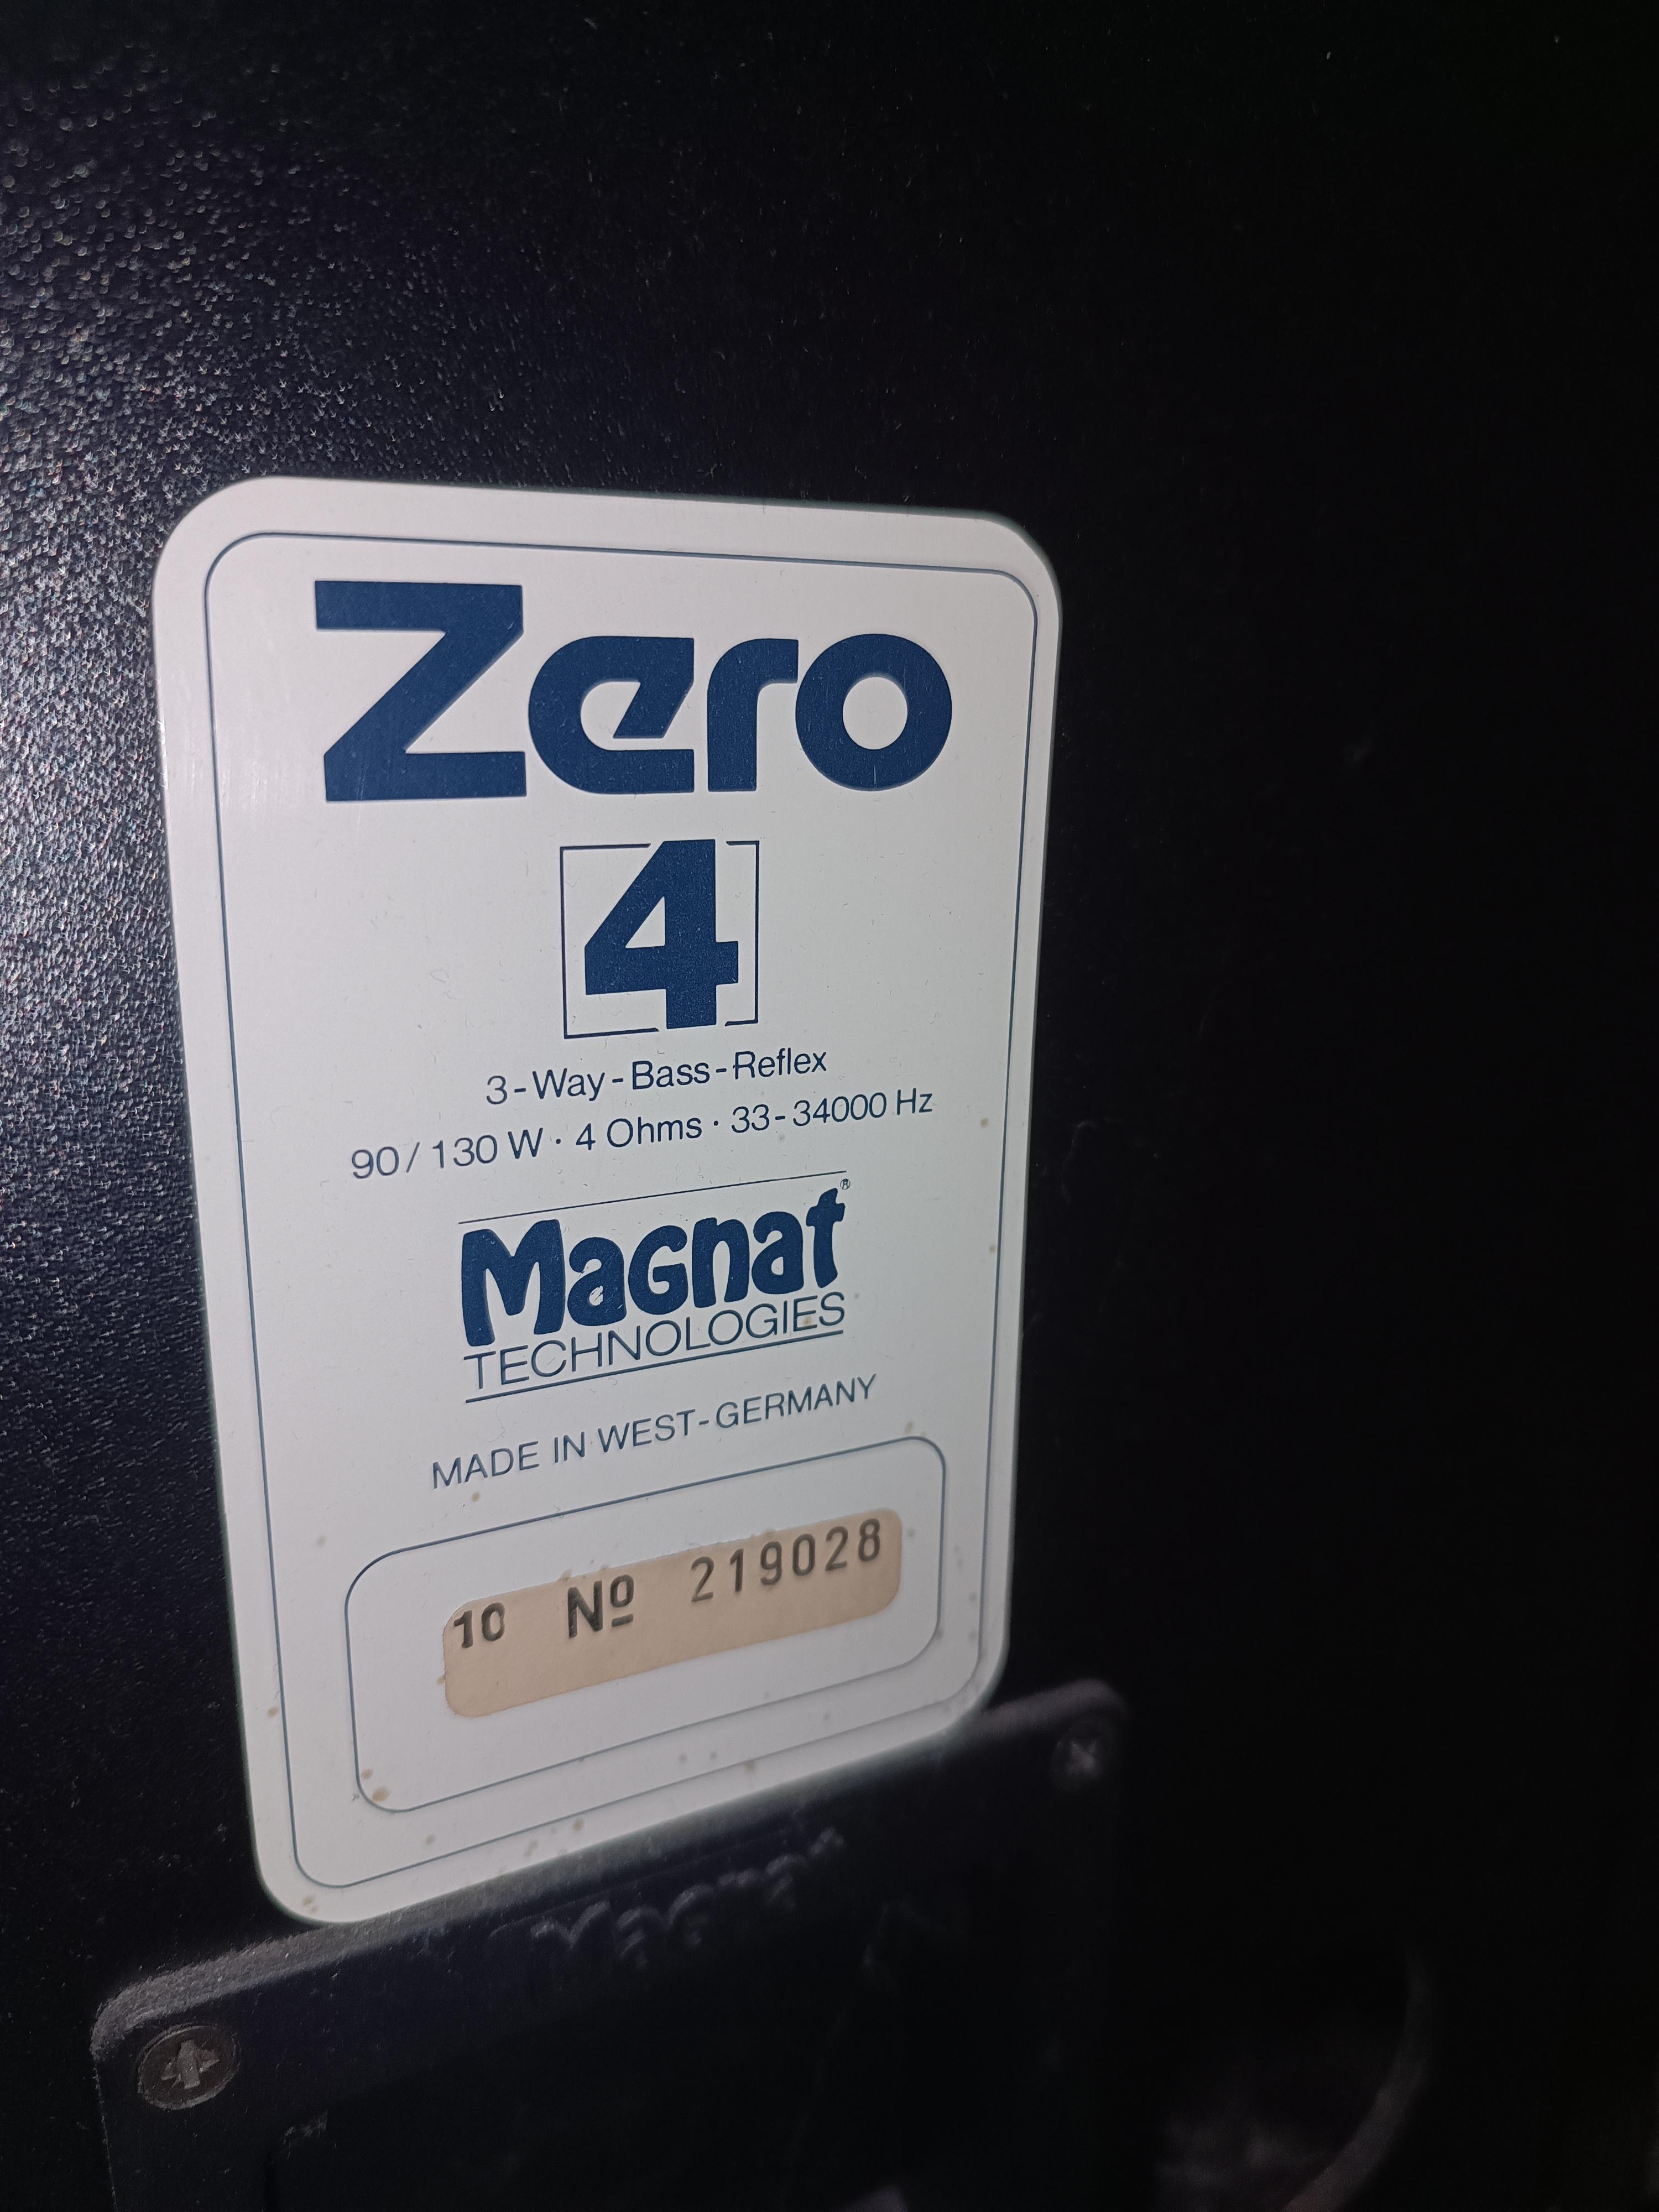 Zero
4
3-Way-Bass-Reflex
90/130 W · 4 Ohms · 33-34000 Hz
Magnat®
TECHNOLOGIES
MADE IN WEST-GERMANY
10 Nº 219028